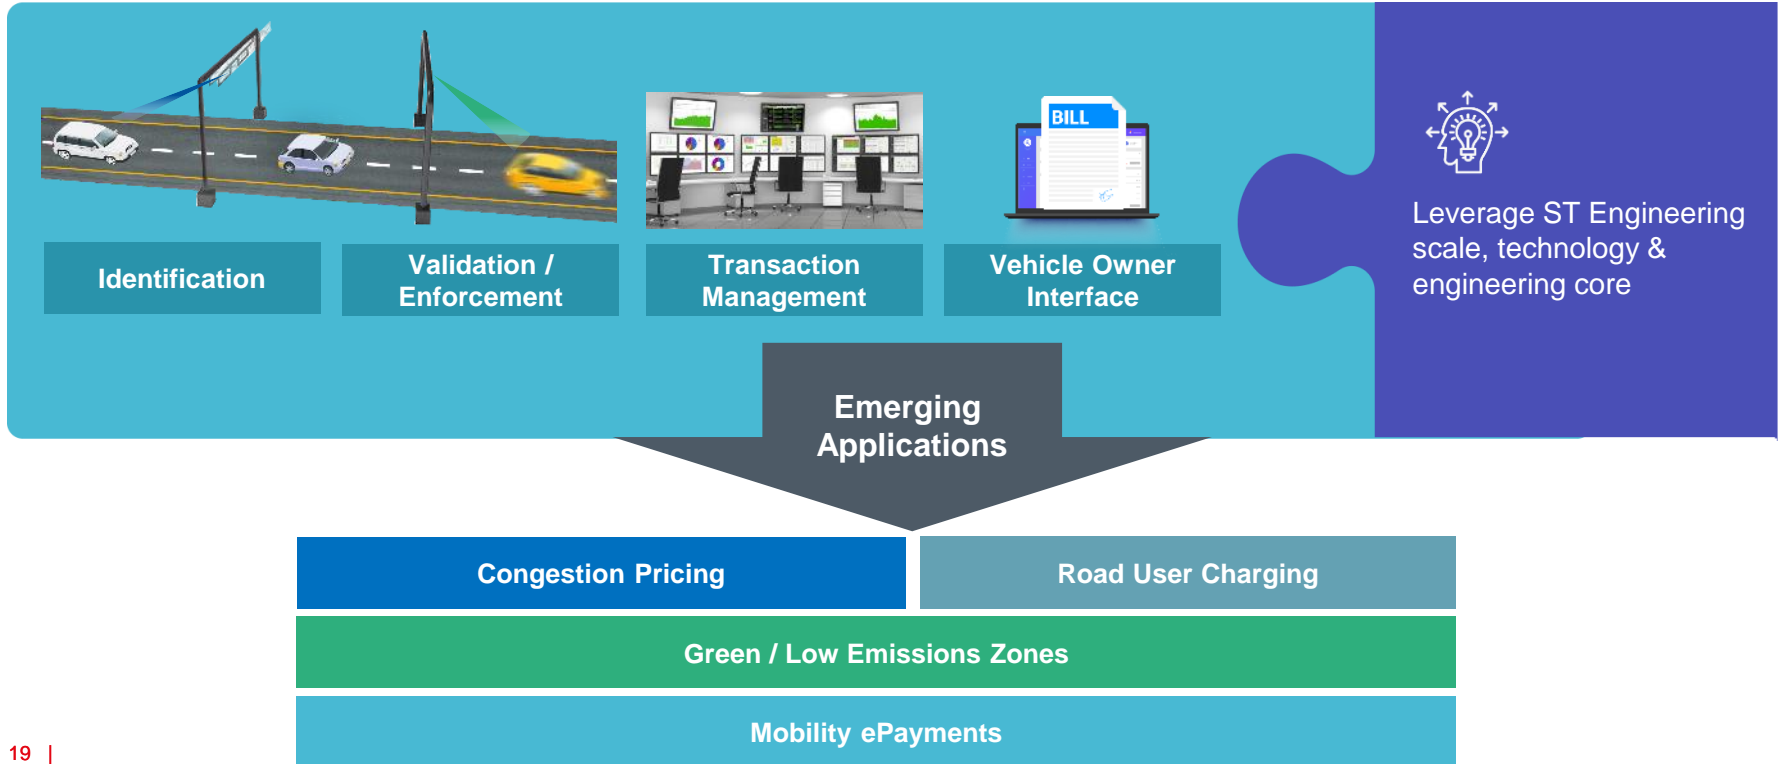 BILL
Identification
Validation /
Enforcement
Transaction
Management
Vehicle Owner
Interface
Leverage ST Engineering
scale, technology &
engineering core
Emerging
Applications
Congestion Pricing
Road User Charging
Green / Low Emissions Zones
Mobility ePayments
19 |